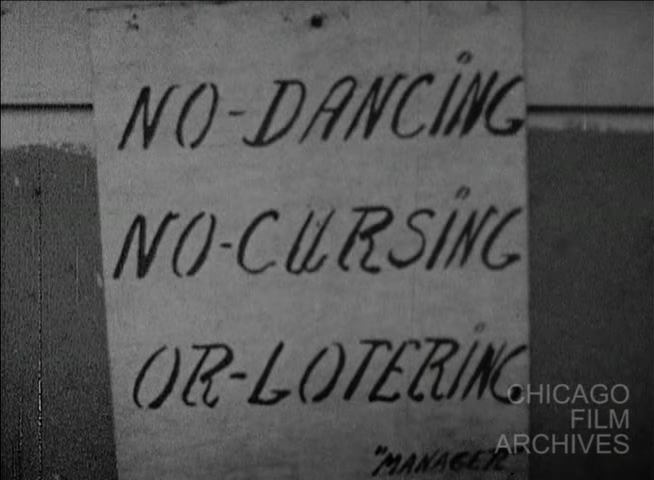 NO-DANCiNG
NO-CURSiNG
OR-LOTERiNG
"MANAGER"
CHICAGO
FILM
ARCHIVES